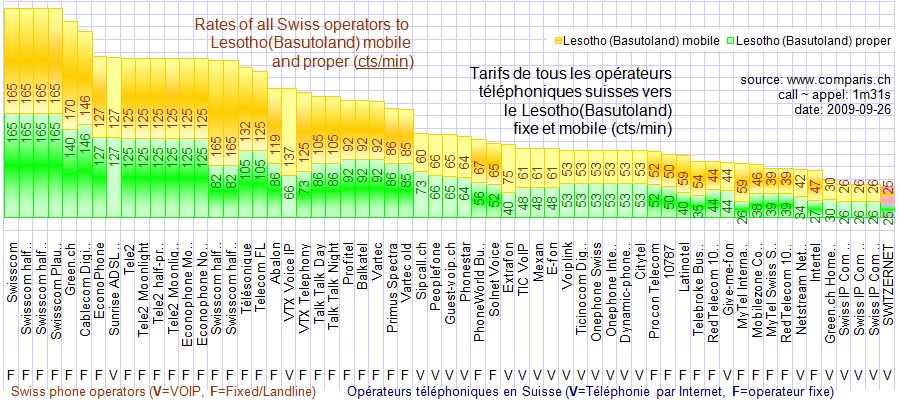 Rates of all Swiss operators to
Lesotho(Basutoland) mobile
and proper (cts/min)
Lesotho(Basutoland) mobile
Lesotho(Basutoland) proper
Tarifs de tous les opérateurs
téléphoniques suisses vers
le Lesotho(Basutoland)
fixe et mobile (cts/min)
source: www.comparis.ch
call ~ appel: 1m31s
date: 2009-09-26
165 165 165 165 170 146 127 127 125 125 125 125 125 125 165 165 132 125 119 137 125 105 105 92 92 92 86 85 60 66 65 64 67 65 75 61 61 61 53 53 53 53 53 52 50 59 54 44 44 59 46 39 39 42 47 30 26 26 26 25
165 165 165 165 140 146 127 127 125 125 125 125 125 125 82 82 105 105 86 66 73 86 86 92 92 92 86 85 73 66 65 64 56 52 40 48 48 48 53 53 53 53 53 53 52 50 40 35 44 44 26 38 39 39 34 27 30 26 26 26 25
Swisscom
Swisscom half...
Swisscom half...
Swisscom Plau...
Green.ch
Cablecom Digi...
EconoPhone
Sunrise ADSL...
Tele2
Tele2 Moonlight
Tele2 half-pr...
Tele2 Moonlig...
Econophone Mo...
Econophone No...
Swisscom half...
Swisscom half...
Télésonique
Telecom FL
Abalon
VTX Voice IP
VTX Telephony
Talk Talk Day
Talk Talk Night
Profitel
Balkatel
Vartec
Primus Spectra
Vartec old
Sipcall.ch
Peoplefone
Guest-voip.ch
Phonestar
PhoneWorld Bu...
Solnet Voice
Extrafon
TIC VoIP
Mexan
E-fon
Voiplink
Ticinocom Dig...
Onephone Swiss
Onephone Inte...
Dynamic-phone...
Citytel
Procon Telecom
10787
Latinotel
Telebroke Bus...
RedTelecom 10...
Give-me-fon
MyTel Interna...
Mobilezone Co...
MyTel Swiss S...
RedTelecom 10...
Netstream Net...
Intertel
Green.ch Home...
Swiss IP Com ...
Swiss IP Com ...
Swiss IP Com ...
SWITZERNET
F F F F F F F V F F F F F F F F F F F V F F F F F F F F V V V
Swiss phone operators (V=VOIP, F=Fixed/Landline)
Opérateurs téléphoniques en Suisse (V=Téléphonie par Internet, F=operateur fixe)